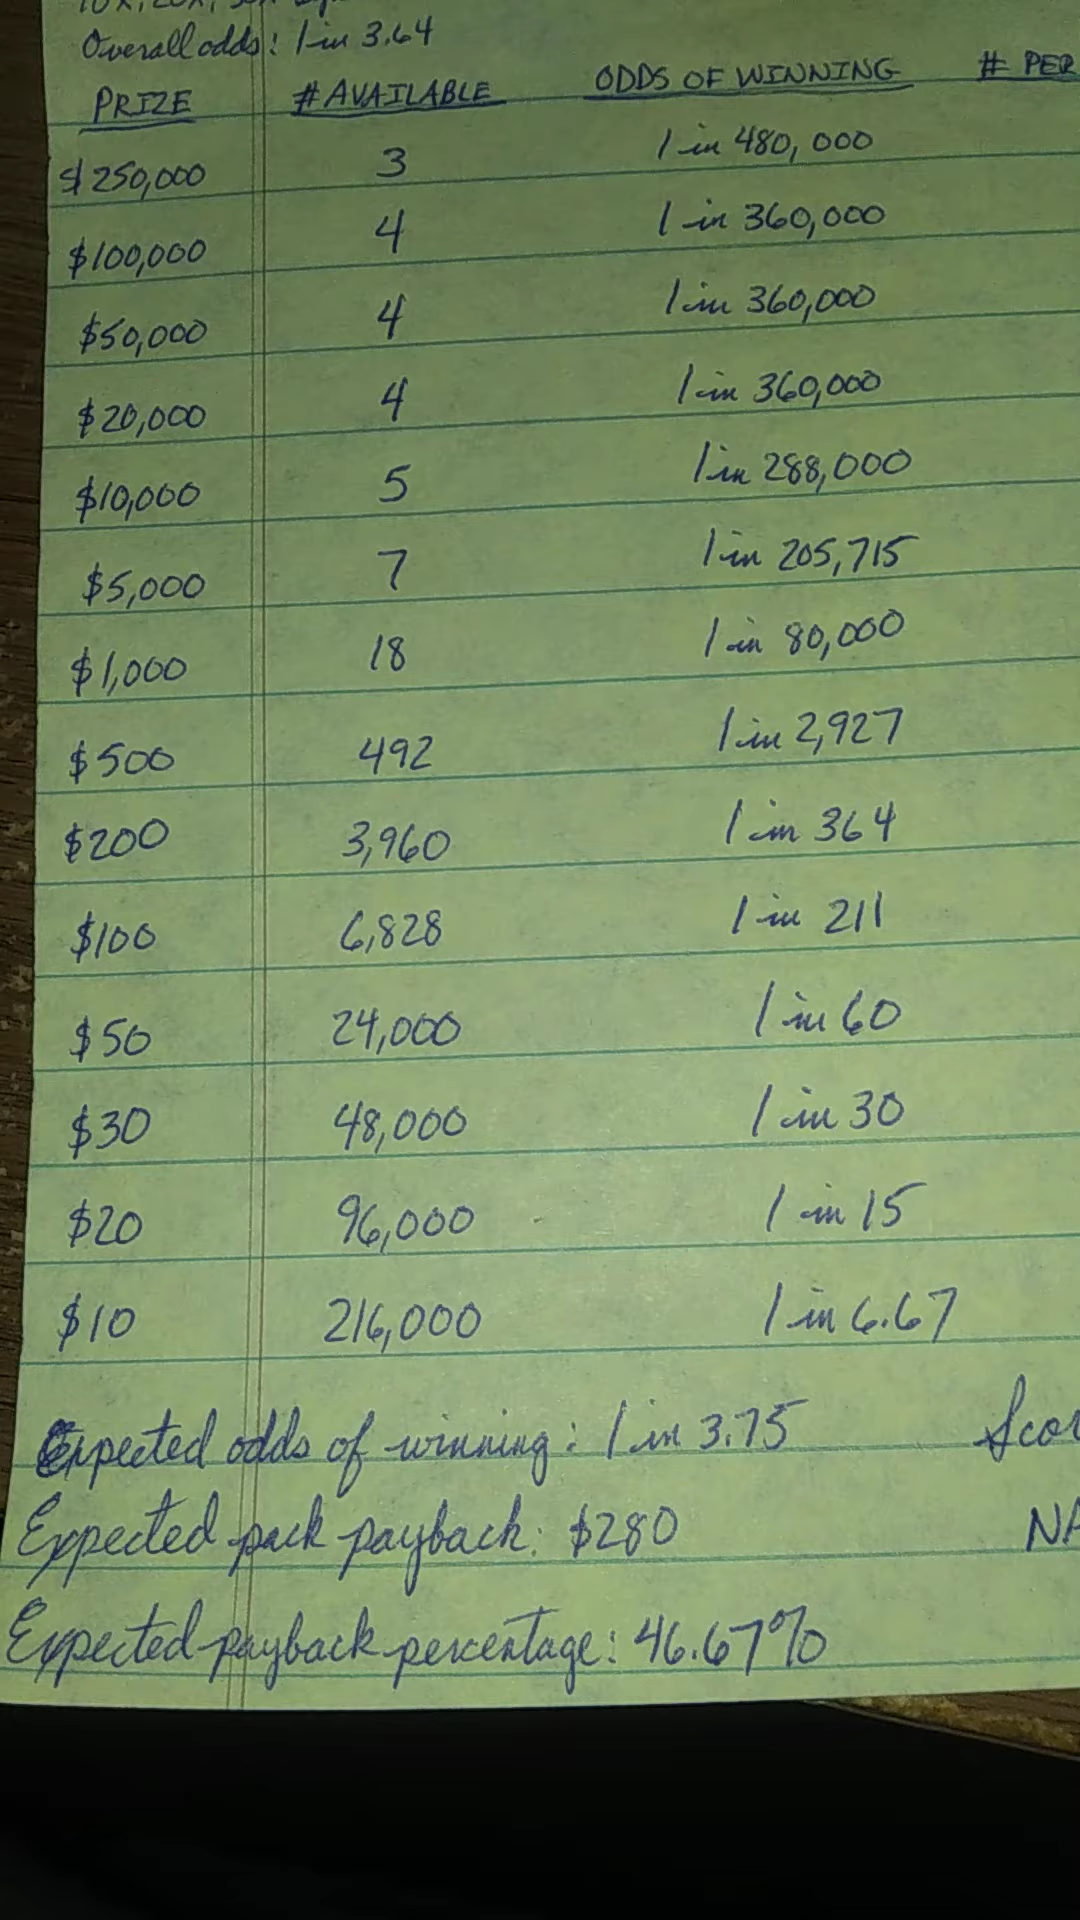 10x, 20x,
Overall odds: 1 in 3.64
PRIZE #AVAILABLE ODDS OF WINNING # PER
$250,000 3 1 in 480,000
$100,000 4 1 in 360,000
$50,000 4 1 in 360,000
$20,000 4 1 in 360,000
$10,000 5 1 in 288,000
$5,000 7 1 in 205,715
$1,000 18 1 in 80,000
$500 492 1 in 2,927
$200 3,960 1 in 364
$100 6,828 1 in 211
$50 24,000 1 in 60
$30 48,000 1 in 30
$20 96,000 1 in 15
$10 216,000 1 in 6.67
Expected odds of winning: 1 in 3.75 Scor
Expected pack payback: $280 NA
Expected payback percentage: 46.67%